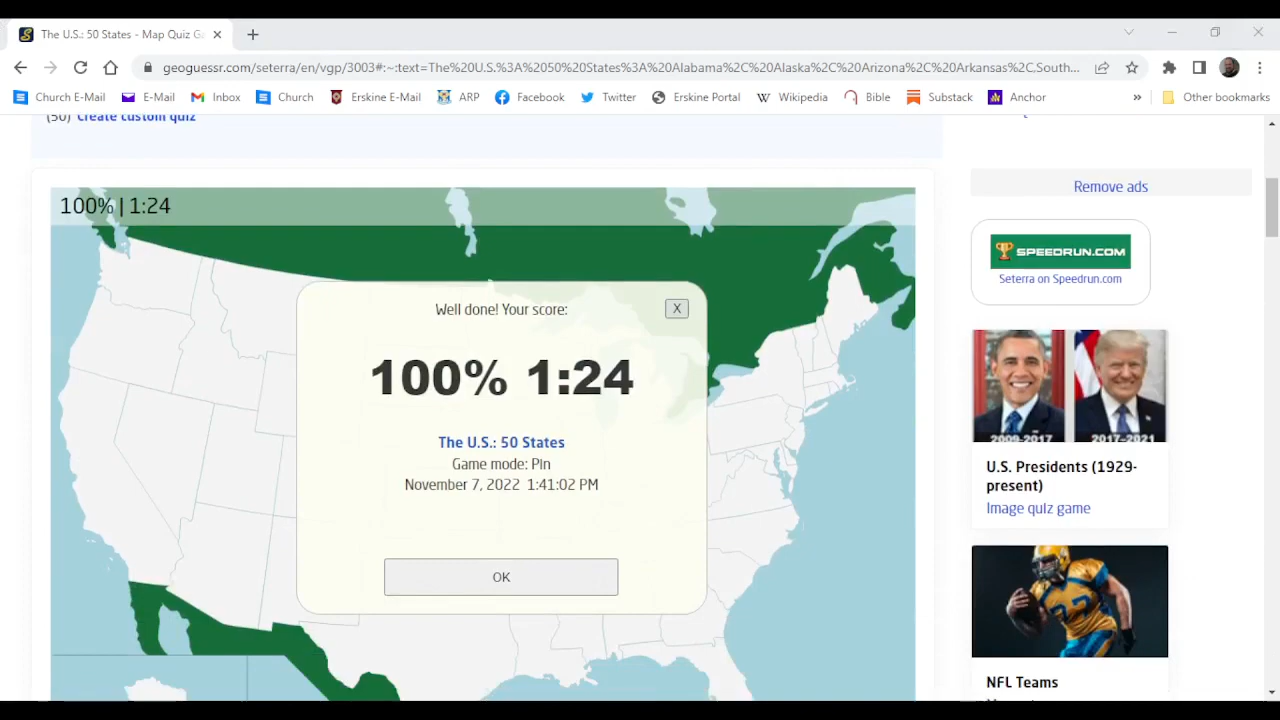 The U.S.: 50 States - Map Quiz Ga
geoguessr.com/seterra/en/vgp/3003#:~:text=The%20U.S.%3A%2050%20States%3A%20Alabama%2C%20Alaska%2C%20Arizona%2C%20Arkansas%2C,South...
Church E-Mail E-Mail Inbox Church Erskine E-Mail ARP Facebook Twitter Erskine Portal Wikipedia Bible Substack Anchor » Other bookmarks
(50) Create custom quiz
Remove ads
100% | 1:24
SPEEDRUN.COM
Seterra on Speedrun.com
Well done! Your score:
X
100% 1:24
The U.S.: 50 States
Game mode: Pin
November 7, 2022 1:41:02 PM
OK
2009-2017 2017-2021
U.S. Presidents (1929-
present)
Image quiz game
NFL Teams